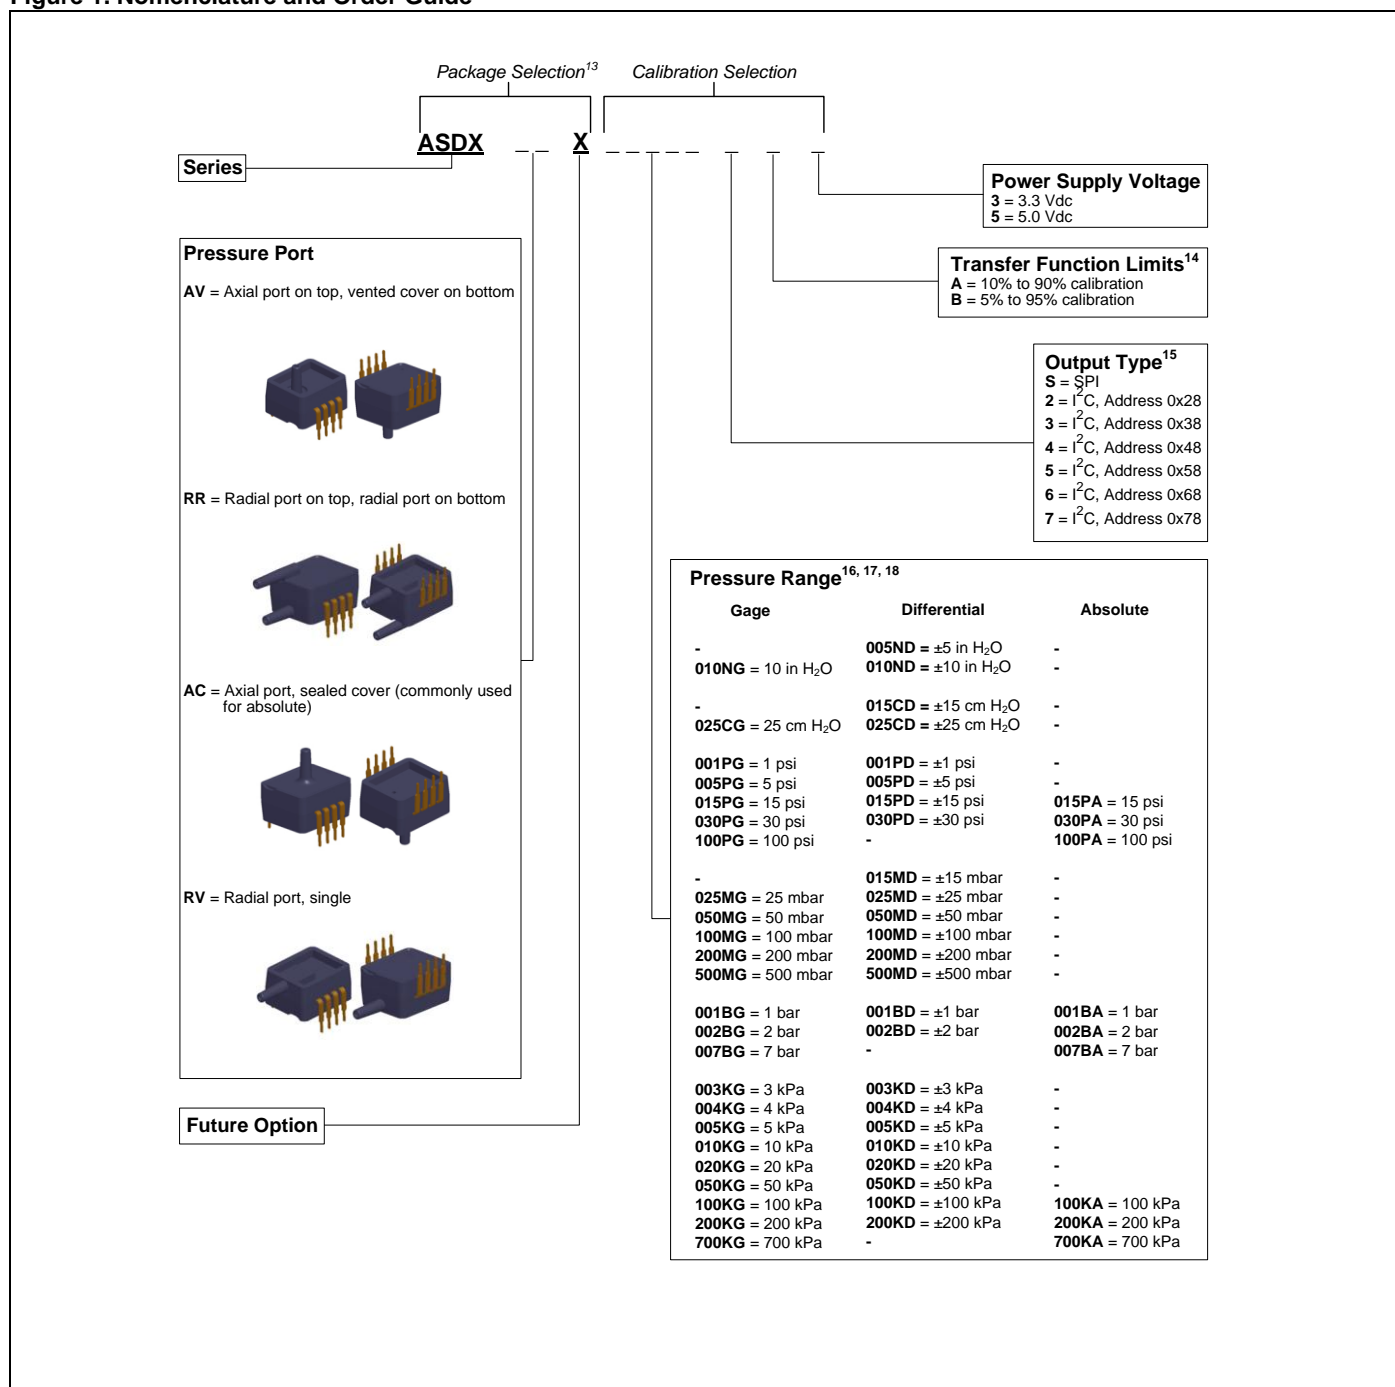 Figure 1. Nomenclature and Order Guide
Package Selection13 Calibration Selection
ASDX _ _ X _ _ _ _ _ _ _ _
Series
Power Supply Voltage
3 = 3.3 Vdc
5 = 5.0 Vdc
Transfer Function Limits14
A = 10% to 90% calibration
B = 5% to 95% calibration
Output Type15
S = SPI
2 = I2C, Address 0x28
3 = I2C, Address 0x38
4 = I2C, Address 0x48
5 = I2C, Address 0x58
6 = I2C, Address 0x68
7 = I2C, Address 0x78
Pressure Port
AV = Axial port on top, vented cover on bottom
RR = Radial port on top, radial port on bottom
AC = Axial port, sealed cover (commonly used
for absolute)
RV = Radial port, single
Future Option
Pressure Range16, 17, 18
Gage Differential Absolute
- 005ND = ±5 in H2O -
010NG = 10 in H2O 010ND = ±10 in H2O -
- 015CD = ±15 cm H2O -
025CG = 25 cm H2O 025CD = ±25 cm H2O -
001PG = 1 psi 001PD = ±1 psi -
005PG = 5 psi 005PD = ±5 psi -
015PG = 15 psi 015PD = ±15 psi 015PA = 15 psi
030PG = 30 psi 030PD = ±30 psi 030PA = 30 psi
100PG = 100 psi - 100PA = 100 psi
- 015MD = ±15 mbar -
025MG = 25 mbar 025MD = ±25 mbar -
050MG = 50 mbar 050MD = ±50 mbar -
100MG = 100 mbar 100MD = ±100 mbar -
200MG = 200 mbar 200MD = ±200 mbar -
500MG = 500 mbar 500MD = ±500 mbar -
001BG = 1 bar 001BD = ±1 bar 001BA = 1 bar
002BG = 2 bar 002BD = ±2 bar 002BA = 2 bar
007BG = 7 bar - 007BA = 7 bar
003KG = 3 kPa 003KD = ±3 kPa -
004KG = 4 kPa 004KD = ±4 kPa -
005KG = 5 kPa 005KD = ±5 kPa -
010KG = 10 kPa 010KD = ±10 kPa -
020KG = 20 kPa 020KD = ±20 kPa -
050KG = 50 kPa 050KD = ±50 kPa -
100KG = 100 kPa 100KD = ±100 kPa 100KA = 100 kPa
200KG = 200 kPa 200KD = ±200 kPa 200KA = 200 kPa
700KG = 700 kPa - 700KA = 700 kPa